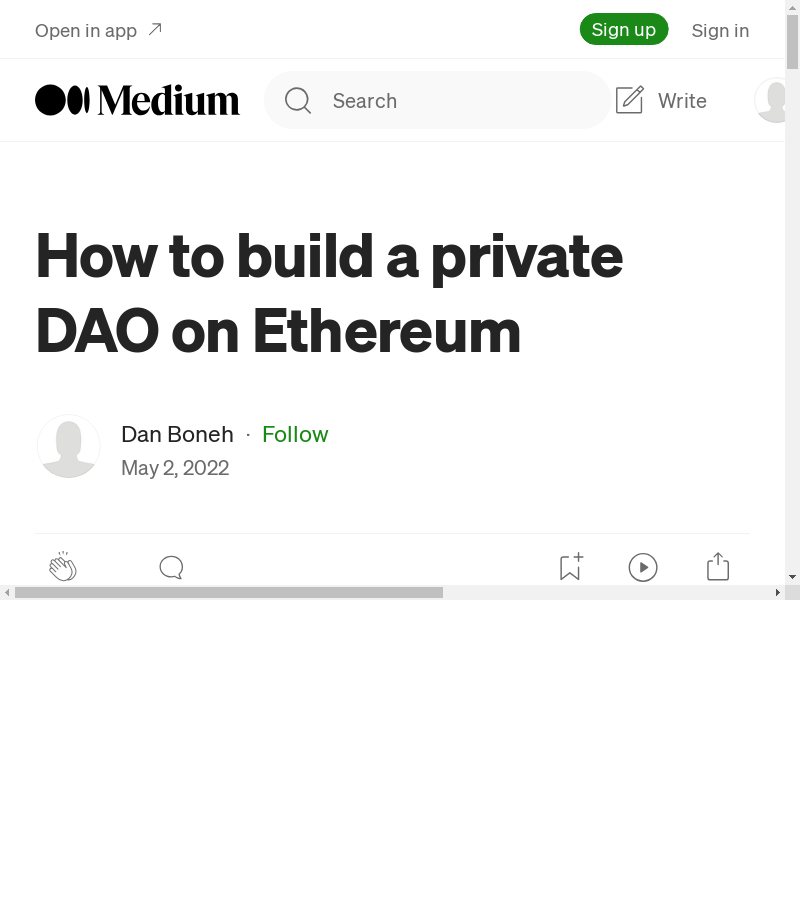 Open in app
Sign up
Sign in
Medium
Search
Write
How to build a private
DAO on Ethereum
Dan Boneh · Follow
May 2, 2022